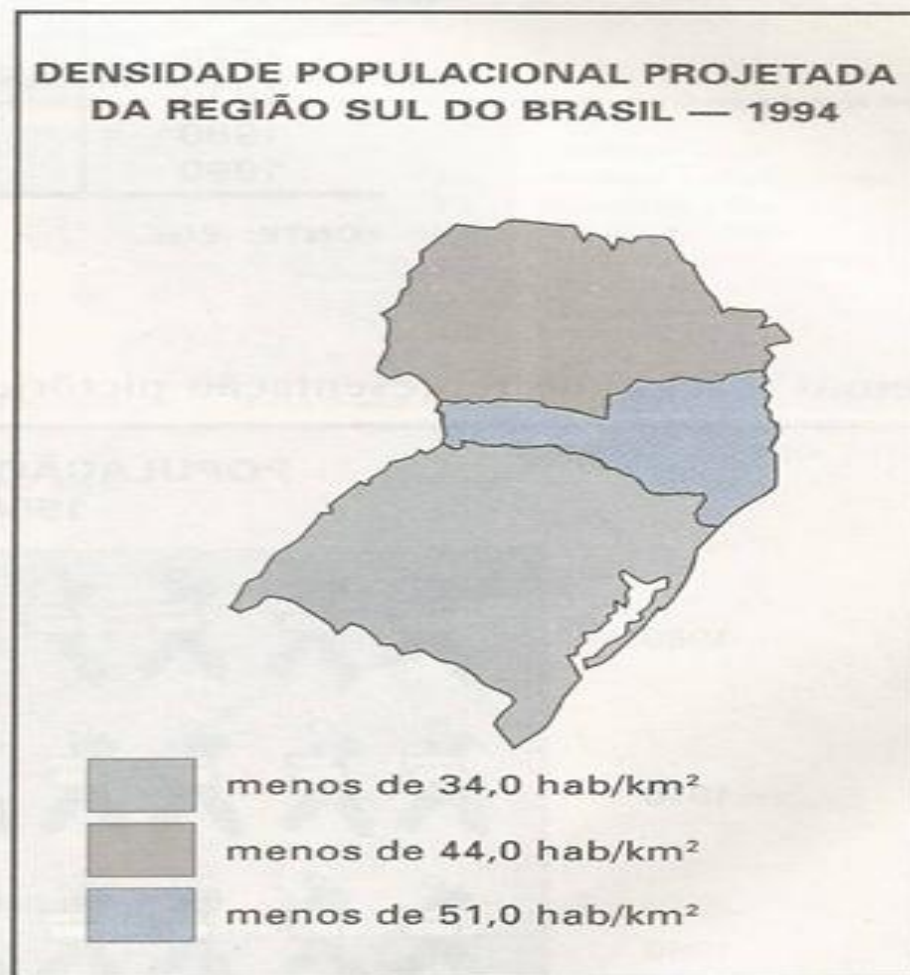 DENSIDADE POPULACIONAL PROJETADA
DA REGIÃO SUL DO BRASIL — 1994
menos de 34,0 hab/km²
menos de 44,0 hab/km²
menos de 51,0 hab/km²